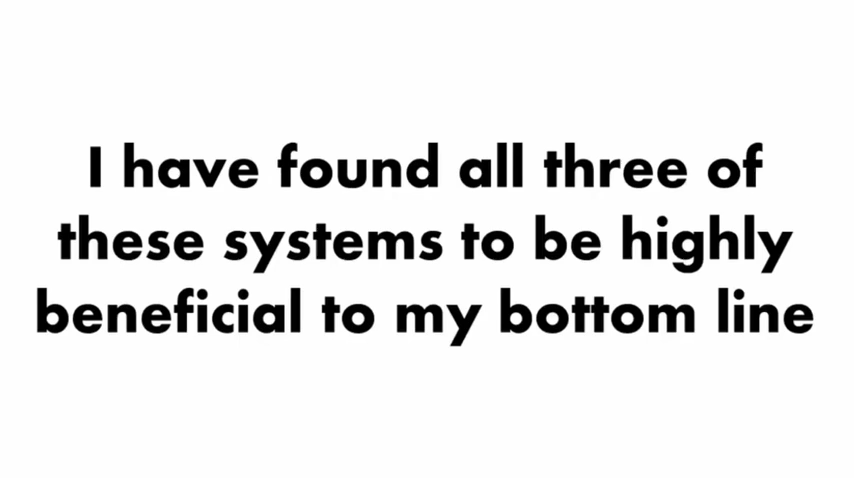 I have found all three of
these systems to be highly
beneficial to my bottom line